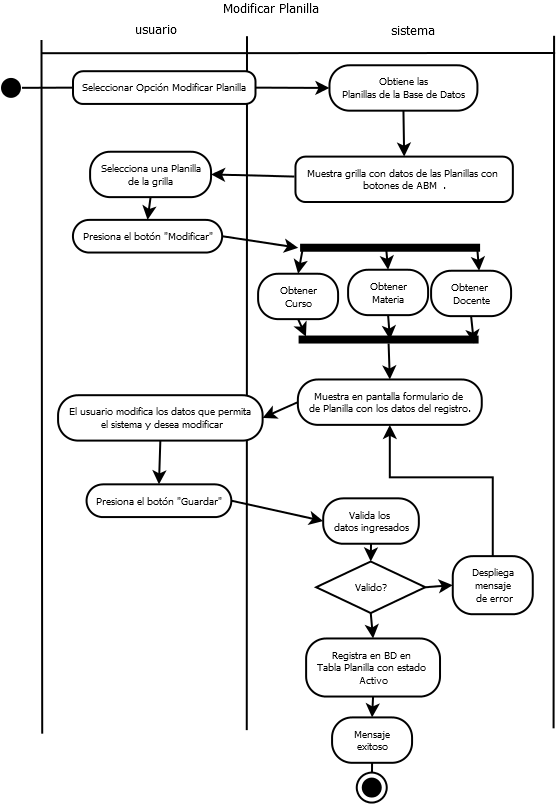 Modificar Planilla
usuario
sistema
Seleccionar Opción Modificar Planilla
Obtiene las
Planillas de la Base de Datos
Muestra grilla con datos de las Planillas con
botones de ABM .
Selecciona una Planilla
de la grilla
Presiona el botón "Modificar"
Obtener
Curso
Obtener
Materia
Obtener
Docente
Muestra en pantalla formulario de
de Planilla con los datos del registro.
El usuario modifica los datos que permita
el sistema y desea modificar
Presiona el botón "Guardar"
Valida los
datos ingresados
Valido?
Despliega
mensaje
de error
Registra en BD en
Tabla Planilla con estado
Activo
Mensaje
exitoso